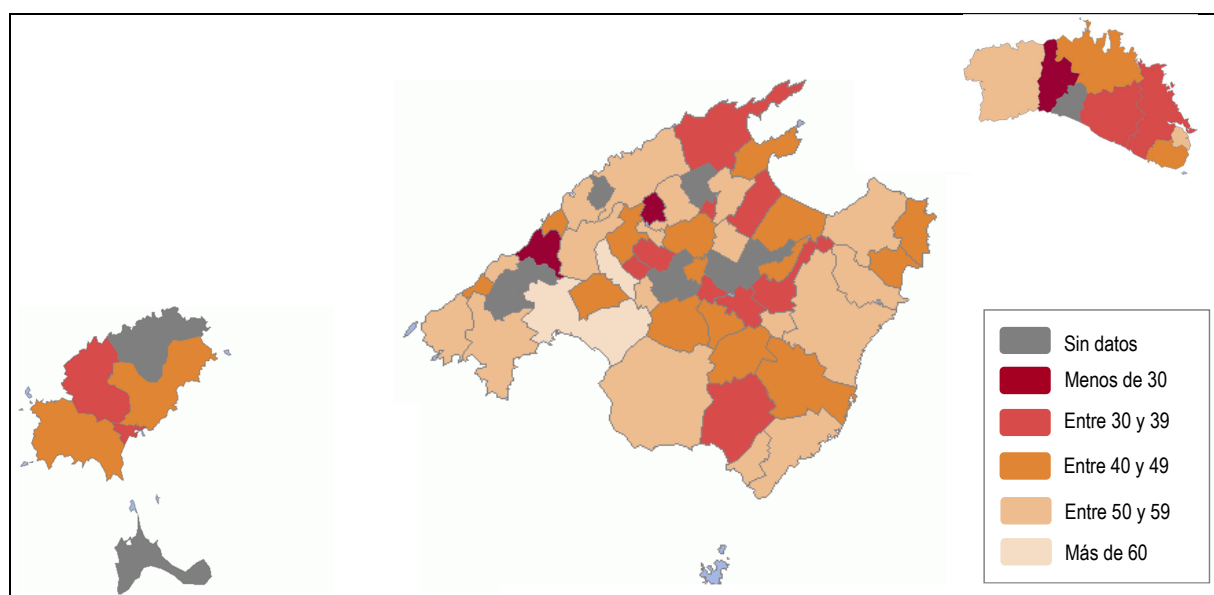 Sin datos
Menos de 30
Entre 30 y 39
Entre 40 y 49
Entre 50 y 59
Más de 60